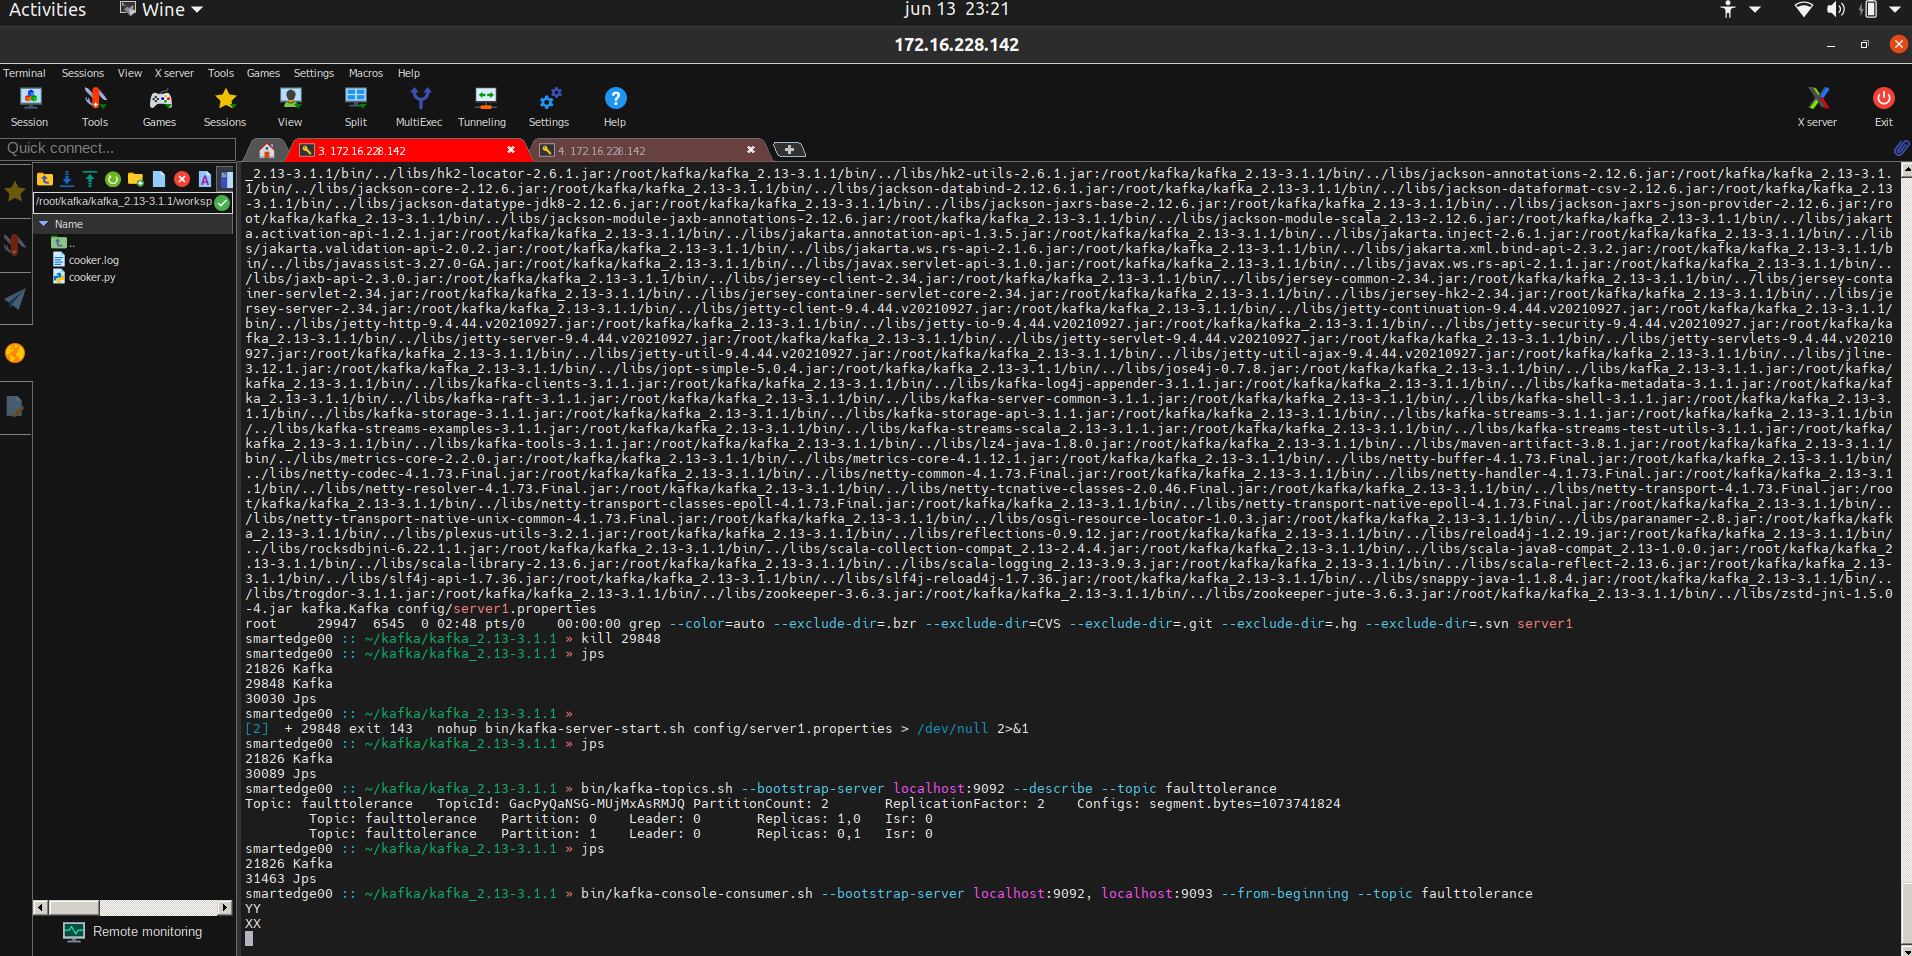 Activities
Wine
jun 13 23:21
172.16.228.142
Terminal Sessions View X server Tools Games Settings Macros Help
Session Tools Games Sessions View Split MultiExec Tunneling Settings Help X server Exit
Quick connect...
3. 172.16.228.142
4. 172.16.228.142
/root/kafka/kafka_2.13-3.1.1/worksp
Name
..
cooker.log
cooker.py
Remote monitoring
_2.13-3.1.1/bin/../libs/hk2-locator-2.6.1.jar:/root/kafka/kafka_2.13-3.1.1/bin/../libs/hk2-utils-2.6.1.jar:/root/kafka/kafka_2.13-3.1.1/bin/../libs/jackson-annotations-2.12.6.jar:/root/kafka/kafka_2.13-3.1.
1/bin/../libs/jackson-core-2.12.6.jar:/root/kafka/kafka_2.13-3.1.1/bin/../libs/jackson-databind-2.12.6.1.jar:/root/kafka/kafka_2.13-3.1.1/bin/../libs/jackson-dataformat-csv-2.12.6.jar:/root/kafka/kafka_2.13
-3.1.1/bin/../libs/jackson-datatype-jdk8-2.12.6.jar:/root/kafka/kafka_2.13-3.1.1/bin/../libs/jackson-jaxrs-base-2.12.6.jar:/root/kafka/kafka_2.13-3.1.1/bin/../libs/jackson-jaxrs-json-provider-2.12.6.jar:/ro
ot/kafka/kafka_2.13-3.1.1/bin/../libs/jackson-module-jaxb-annotations-2.12.6.jar:/root/kafka/kafka_2.13-3.1.1/bin/../libs/jackson-module-scala_2.13-2.12.6.jar:/root/kafka/kafka_2.13-3.1.1/bin/../libs/jakart
a.activation-api-1.2.1.jar:/root/kafka/kafka_2.13-3.1.1/bin/../libs/jakarta.annotation-api-1.3.5.jar:/root/kafka/kafka_2.13-3.1.1/bin/../libs/jakarta.inject-2.6.1.jar:/root/kafka/kafka_2.13-3.1.1/bin/../lib
s/jakarta.validation-api-2.0.2.jar:/root/kafka/kafka_2.13-3.1.1/bin/../libs/jakarta.ws.rs-api-2.1.6.jar:/root/kafka/kafka_2.13-3.1.1/bin/../libs/jakarta.xml.bind-api-2.3.2.jar:/root/kafka/kafka_2.13-3.1.1/b
in/../libs/javassist-3.27.0-GA.jar:/root/kafka/kafka_2.13-3.1.1/bin/../libs/javax.servlet-api-3.1.0.jar:/root/kafka/kafka_2.13-3.1.1/bin/../libs/javax.ws.rs-api-2.1.1.jar:/root/kafka/kafka_2.13-3.1.1/bin/..
/libs/jaxb-api-2.3.0.jar:/root/kafka/kafka_2.13-3.1.1/bin/../libs/jersey-client-2.34.jar:/root/kafka/kafka_2.13-3.1.1/bin/../libs/jersey-common-2.34.jar:/root/kafka/kafka_2.13-3.1.1/bin/../libs/jersey-conta
iner-servlet-2.34.jar:/root/kafka/kafka_2.13-3.1.1/bin/../libs/jersey-container-servlet-core-2.34.jar:/root/kafka/kafka_2.13-3.1.1/bin/../libs/jersey-hk2-2.34.jar:/root/kafka/kafka_2.13-3.1.1/bin/../libs/je
rsey-server-2.34.jar:/root/kafka/kafka_2.13-3.1.1/bin/../libs/jetty-client-9.4.44.v20210927.jar:/root/kafka/kafka_2.13-3.1.1/bin/../libs/jetty-continuation-9.4.44.v20210927.jar:/root/kafka/kafka_2.13-3.1.1/
bin/../libs/jetty-http-9.4.44.v20210927.jar:/root/kafka/kafka_2.13-3.1.1/bin/../libs/jetty-io-9.4.44.v20210927.jar:/root/kafka/kafka_2.13-3.1.1/bin/../libs/jetty-security-9.4.44.v20210927.jar:/root/kafka/ka
fka_2.13-3.1.1/bin/../libs/jetty-server-9.4.44.v20210927.jar:/root/kafka/kafka_2.13-3.1.1/bin/../libs/jetty-servlet-9.4.44.v20210927.jar:/root/kafka/kafka_2.13-3.1.1/bin/../libs/jetty-servlets-9.4.44.v20210
927.jar:/root/kafka/kafka_2.13-3.1.1/bin/../libs/jetty-util-9.4.44.v20210927.jar:/root/kafka/kafka_2.13-3.1.1/bin/../libs/jetty-util-ajax-9.4.44.v20210927.jar:/root/kafka/kafka_2.13-3.1.1/bin/../libs/jline-
3.12.1.jar:/root/kafka/kafka_2.13-3.1.1/bin/../libs/jopt-simple-5.0.4.jar:/root/kafka/kafka_2.13-3.1.1/bin/../libs/jose4j-0.7.8.jar:/root/kafka/kafka_2.13-3.1.1/bin/../libs/kafka-clients-3.1.1.jar:/root/kafka/
kafka_2.13-3.1.1/bin/../libs/kafka-clients-3.1.1.jar:/root/kafka/kafka_2.13-3.1.1/bin/../libs/kafka-log4j-appender-3.1.1.jar:/root/kafka/kafka_2.13-3.1.1/bin/../libs/kafka-metadata-3.1.1.jar:/root/kafka/kaf
ka_2.13-3.1.1/bin/../libs/kafka-raft-3.1.1.jar:/root/kafka/kafka_2.13-3.1.1/bin/../libs/kafka-server-common-3.1.1.jar:/root/kafka/kafka_2.13-3.1.1/bin/../libs/kafka-shell-3.1.1.jar:/root/kafka/kafka_2.13-3.
1.1/bin/../libs/kafka-storage-3.1.1.jar:/root/kafka/kafka_2.13-3.1.1/bin/../libs/kafka-storage-api-3.1.1.jar:/root/kafka/kafka_2.13-3.1.1/bin/../libs/kafka-streams-3.1.1.jar:/root/kafka/kafka_2.13-3.1.1/bin
/../libs/kafka-streams-examples-3.1.1.jar:/root/kafka/kafka_2.13-3.1.1/bin/../libs/kafka-streams-scala_2.13-3.1.1.jar:/root/kafka/kafka_2.13-3.1.1/bin/../libs/kafka-streams-test-utils-3.1.1.jar:/root/kafka/
kafka_2.13-3.1.1/bin/../libs/kafka-tools-3.1.1.jar:/root/kafka/kafka_2.13-3.1.1/bin/../libs/lz4-java-1.8.0.jar:/root/kafka/kafka_2.13-3.1.1/bin/../libs/maven-artifact-3.8.1.jar:/root/kafka/kafka_2.13-3.1.1/
bin/../libs/metrics-core-2.2.0.jar:/root/kafka/kafka_2.13-3.1.1/bin/../libs/metrics-core-4.1.12.1.jar:/root/kafka/kafka_2.13-3.1.1/bin/../libs/netty-buffer-4.1.73.Final.jar:/root/kafka/kafka_2.13-3.1.1/bin/
../libs/netty-codec-4.1.73.Final.jar:/root/kafka/kafka_2.13-3.1.1/bin/../libs/netty-common-4.1.73.Final.jar:/root/kafka/kafka_2.13-3.1.1/bin/../libs/netty-handler-4.1.73.Final.jar:/root/kafka/kafka_2.13-3.1
.1/bin/../libs/netty-resolver-4.1.73.Final.jar:/root/kafka/kafka_2.13-3.1.1/bin/../libs/netty-tcnative-classes-2.0.46.Final.jar:/root/kafka/kafka_2.13-3.1.1/bin/../libs/netty-transport-4.1.73.Final.jar:/roo
t/kafka/kafka_2.13-3.1.1/bin/../libs/netty-transport-classes-epoll-4.1.73.Final.jar:/root/kafka/kafka_2.13-3.1.1/bin/../libs/netty-transport-native-epoll-4.1.73.Final.jar:/root/kafka/kafka_2.13-3.1.1/bin/..
/libs/netty-transport-native-unix-common-4.1.73.Final.jar:/root/kafka/kafka_2.13-3.1.1/bin/../libs/osgi-resource-locator-1.0.3.jar:/root/kafka/kafka_2.13-3.1.1/bin/../libs/paranamer-2.8.jar:/root/kafka/kafk
a_2.13-3.1.1/bin/../libs/plexus-utils-3.2.1.jar:/root/kafka/kafka_2.13-3.1.1/bin/../libs/reflections-0.9.12.jar:/root/kafka/kafka_2.13-3.1.1/bin/../libs/reload4j-1.2.19.jar:/root/kafka/kafka_2.13-3.1.1/bin/
../libs/rocksdbjni-6.22.1.1.jar:/root/kafka/kafka_2.13-3.1.1/bin/../libs/scala-collection-compat_2.13-2.4.4.jar:/root/kafka/kafka_2.13-3.1.1/bin/../libs/scala-java8-compat_2.13-1.0.0.jar:/root/kafka/kafka_2
.13-3.1.1/bin/../libs/scala-library-2.13.6.jar:/root/kafka/kafka_2.13-3.1.1/bin/../libs/scala-logging_2.13-3.9.3.jar:/root/kafka/kafka_2.13-3.1.1/bin/../libs/scala-reflect-2.13.6.jar:/root/kafka/kafka_2.13-
3.1.1/bin/../libs/slf4j-api-1.7.36.jar:/root/kafka/kafka_2.13-3.1.1/bin/../libs/slf4j-reload4j-1.7.36.jar:/root/kafka/kafka_2.13-3.1.1/bin/../libs/snappy-java-1.1.8.4.jar:/root/kafka/kafka_2.13-3.1.1/bin/..
/libs/trogdor-3.1.1.jar:/root/kafka/kafka_2.13-3.1.1/bin/../libs/zookeeper-3.6.3.jar:/root/kafka/kafka_2.13-3.1.1/bin/../libs/zookeeper-jute-3.6.3.jar:/root/kafka/kafka_2.13-3.1.1/bin/../libs/zstd-jni-1.5.0
-4.jar kafka.Kafka config/server1.properties
root 29947 6545 0 02:48 pts/0 00:00:00 grep --color=auto --exclude-dir=.bzr --exclude-dir=CVS --exclude-dir=.git --exclude-dir=.hg --exclude-dir=.svn server1
smartedge00 :: ~/kafka/kafka_2.13-3.1.1 » kill 29848
smartedge00 :: ~/kafka/kafka_2.13-3.1.1 » jps
21826 Kafka
29848 Kafka
30030 Jps
smartedge00 :: ~/kafka/kafka_2.13-3.1.1 »
[2] + 29848 exit 143 nohup bin/kafka-server-start.sh config/server1.properties > /dev/null 2>&1
smartedge00 :: ~/kafka/kafka_2.13-3.1.1 » jps
21826 Kafka
30089 Jps
smartedge00 :: ~/kafka/kafka_2.13-3.1.1 » bin/kafka-topics.sh --bootstrap-server localhost:9092 --describe --topic faulttolerance
Topic: faulttolerance TopicId: GacPyQaNSG-MUjMxAsRMJQ PartitionCount: 2 ReplicationFactor: 2 Configs: segment.bytes=1073741824
Topic: faulttolerance Partition: 0 Leader: 0 Replicas: 1,0 Isr: 0
Topic: faulttolerance Partition: 1 Leader: 0 Replicas: 0,1 Isr: 0
smartedge00 :: ~/kafka/kafka_2.13-3.1.1 » jps
21826 Kafka
31463 Jps
smartedge00 :: ~/kafka/kafka_2.13-3.1.1 » bin/kafka-console-consumer.sh --bootstrap-server localhost:9092, localhost:9093 --from-beginning --topic faulttolerance
YY
XX